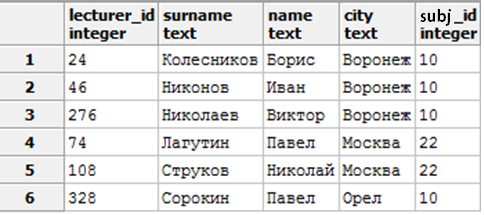 lecturer_id surname name city subj_id
integer text text text integer
1 24 Колесников Борис Воронеж 10
2 46 Никонов Иван Воронеж 10
3 276 Николаев Виктор Воронеж 10
4 74 Лагутин Павел Москва 22
5 108 Струков Николай Москва 22
6 328 Сорокин Павел Орел 10